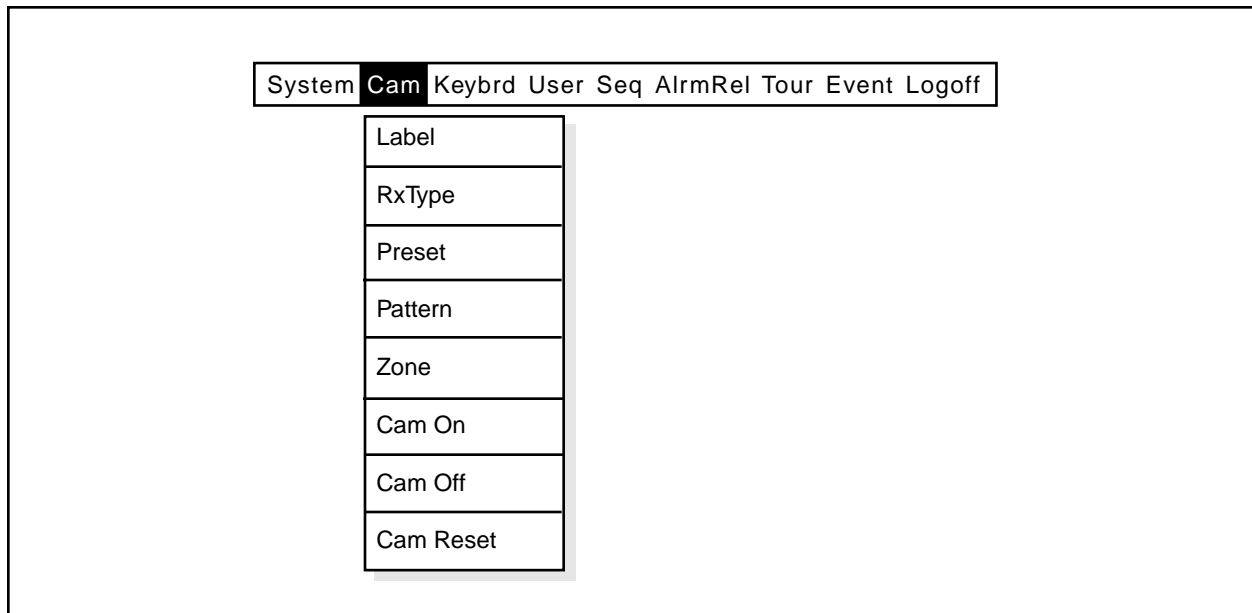 System Cam Keybrd User Seq AlrmRel Tour Event Logoff
Label
RxType
Preset
Pattern
Zone
Cam On
Cam Off
Cam Reset